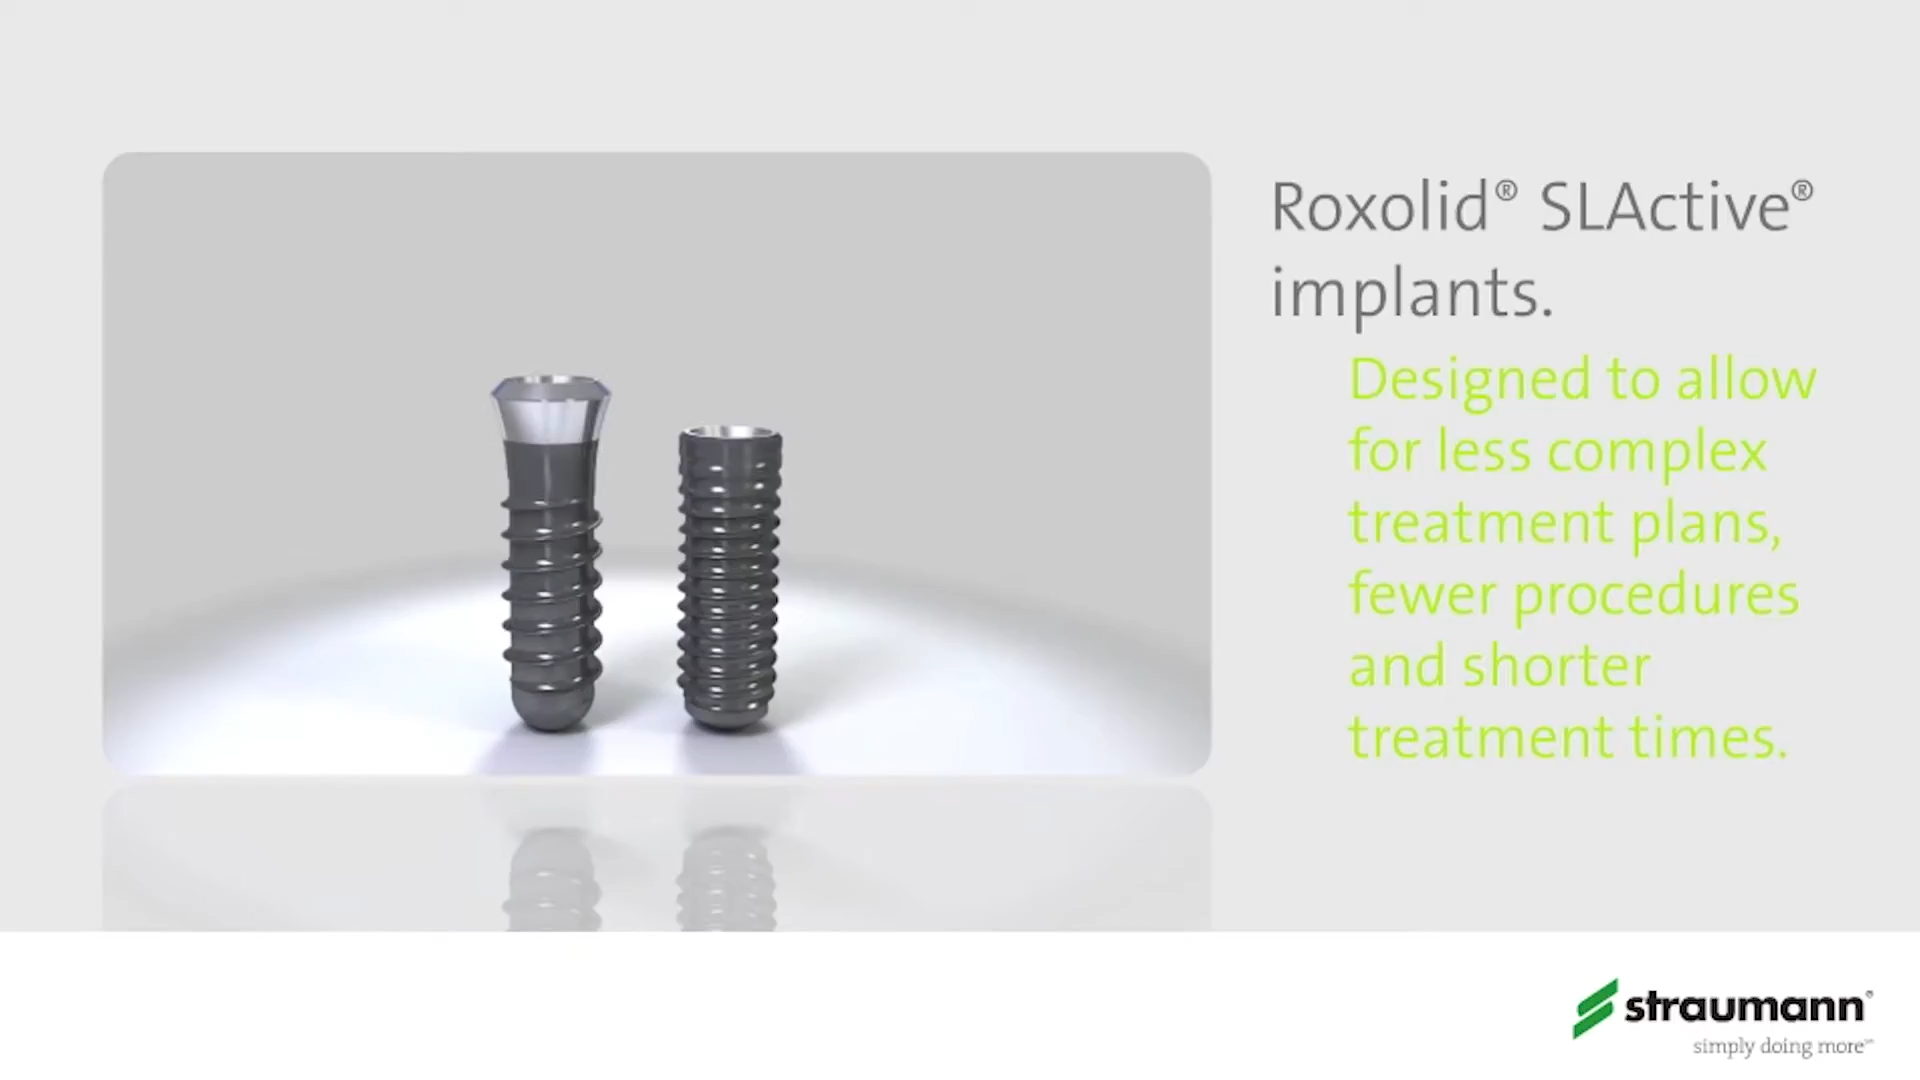 Roxolid® SLActive®
implants.
Designed to allow
for less complex
treatment plans,
fewer procedures
and shorter
treatment times.
straumann®
simply doing more℠